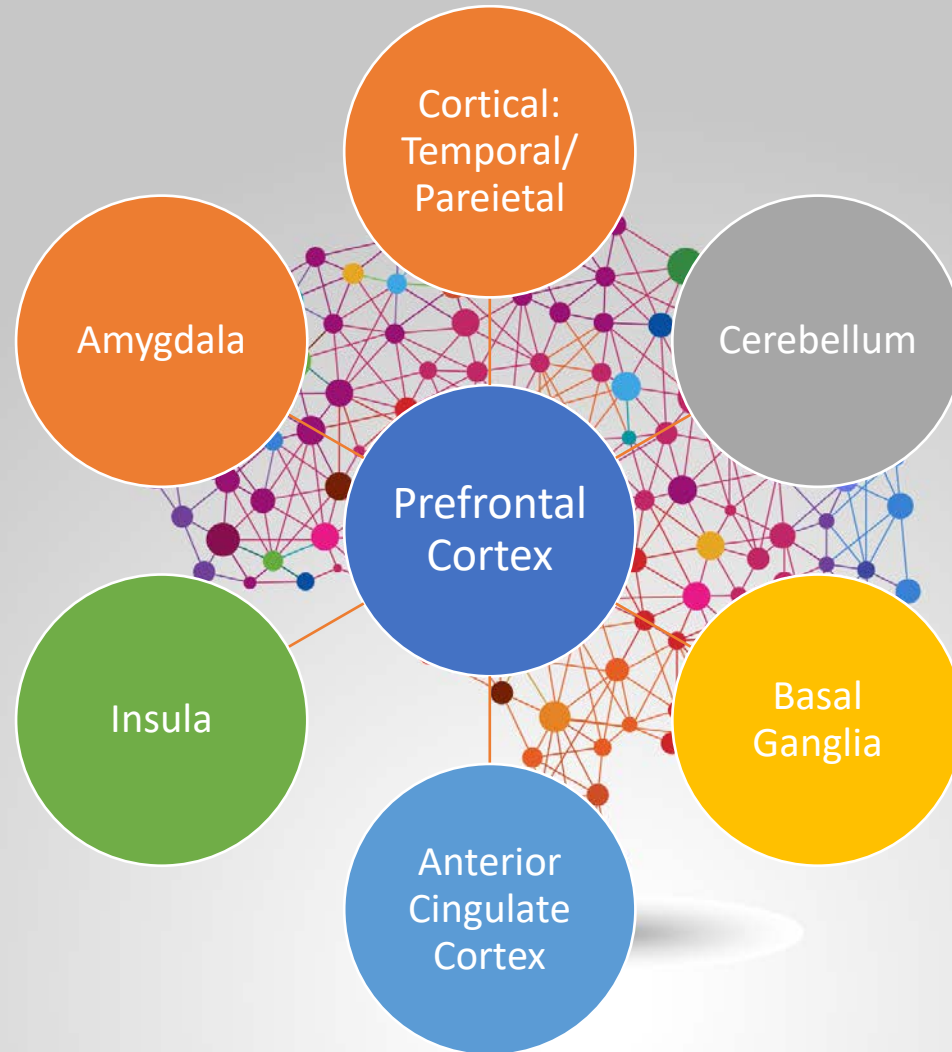 Cortical:
Temporal/
Pareietal
Amygdala
Cerebellum
Prefrontal
Cortex
Insula
Basal
Ganglia
Anterior
Cingulate
Cortex